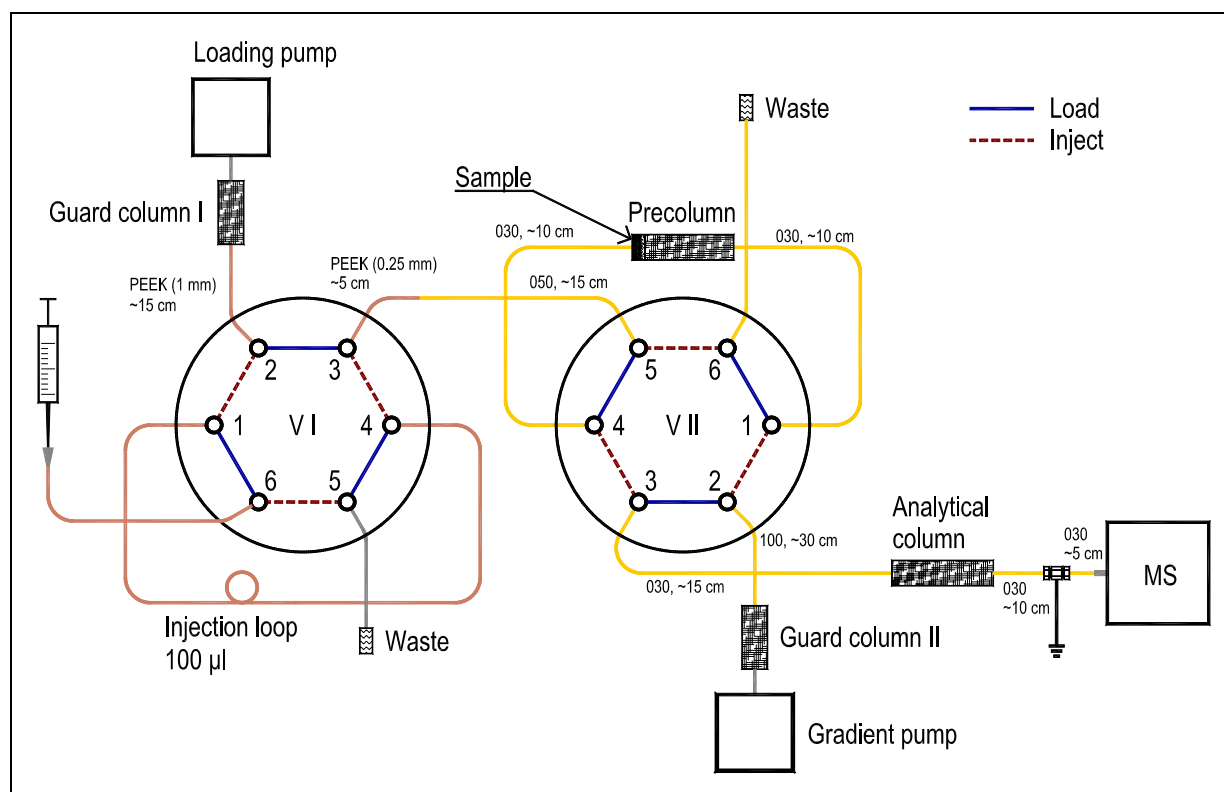 Loading pump
Waste
Load
Inject
Sample
Guard column I
Precolumn
030, ~10 cm
030, ~10 cm
PEEK (1 mm)
~15 cm
PEEK (0.25 mm)
~5 cm
050, ~15 cm
2
3
1
V I
4
6
5
5
6
4
V II
1
3
2
Analytical
column
100, ~30 cm
030
~5 cm
MS
030, ~15 cm
030
~10 cm
Injection loop
100 µl
Waste
Guard column II
Gradient pump